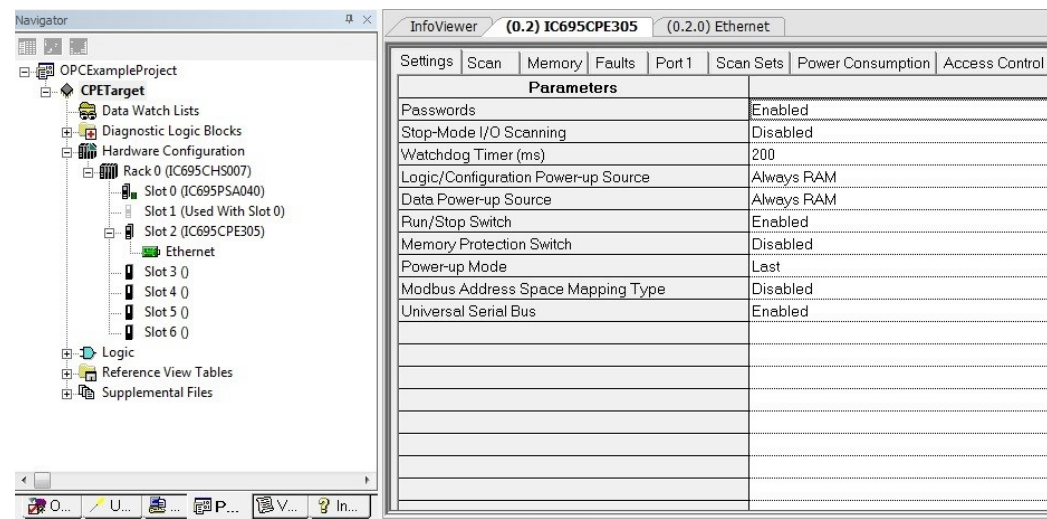 Navigator
InfoViewer
(0.2) IC695CPE305
(0.2.0) Ethernet
OPCExampleProject
CPETarget
Data Watch Lists
Diagnostic Logic Blocks
Hardware Configuration
Rack 0 (IC695CHS007)
Slot 0 (IC695PSA040)
Slot 1 (Used With Slot 0)
Slot 2 (IC695CPE305)
Ethernet
Slot 3 ()
Slot 4 ()
Slot 5 ()
Slot 6 ()
Logic
Reference View Tables
Supplemental Files
O... U... ... P... V... In...
Settings Scan Memory Faults Port 1 Scan Sets Power Consumption Access Control
Parameters
Passwords Enabled
Stop-Mode I/O Scanning Disabled
Watchdog Timer (ms) 200
Logic/Configuration Power-up Source Always RAM
Data Power-up Source Always RAM
Run/Stop Switch Enabled
Memory Protection Switch Disabled
Power-up Mode Last
Modbus Address Space Mapping Type Disabled
Universal Serial Bus Enabled